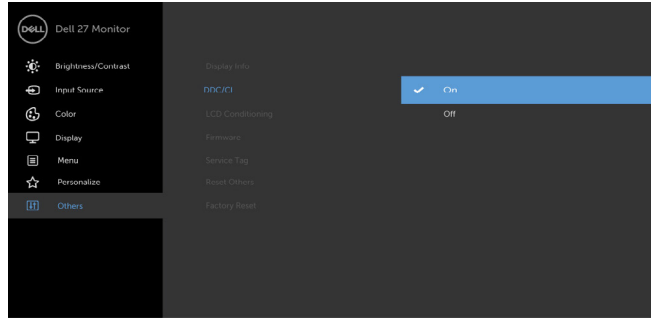 DELL Dell 27 Monitor
Brightness/Contrast
Input Source
Color
Display
Menu
Personalize
Others
Display Info
DDC/CI
LCD Conditioning
Firmware
Service Tag
Reset Others
Factory Reset
On
Off